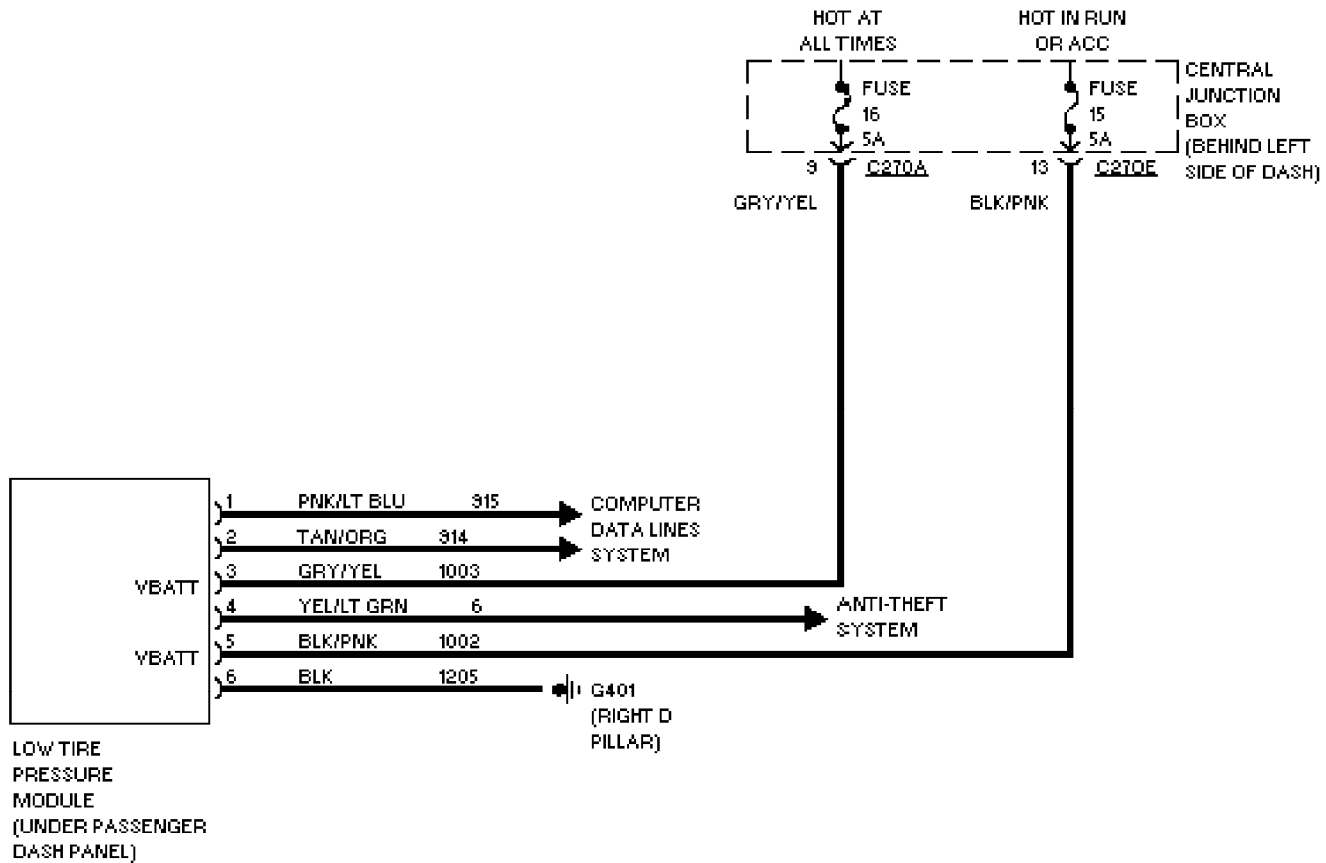 HOT AT
ALL TIMES
HOT IN RUN
OR ACC
FUSE
16
5A
FUSE
15
5A
CENTRAL
JUNCTION
BOX
(BEHIND LEFT
SIDE OF DASH)
9 C270A
13 C270E
GRY/YEL
BLK/PNK
1 PNK/LT BLU 915
2 TAN/ORG 914
COMPUTER
DATA LINES
SYSTEM
VBATT 3 GRY/YEL 1003
4 YEL/LT GRN 6
ANTI-THEFT
SYSTEM
VBATT 5 BLK/PNK 1002
6 BLK 1205
G401
(RIGHT D
PILLAR)
LOW TIRE
PRESSURE
MODULE
(UNDER PASSENGER
DASH PANEL)